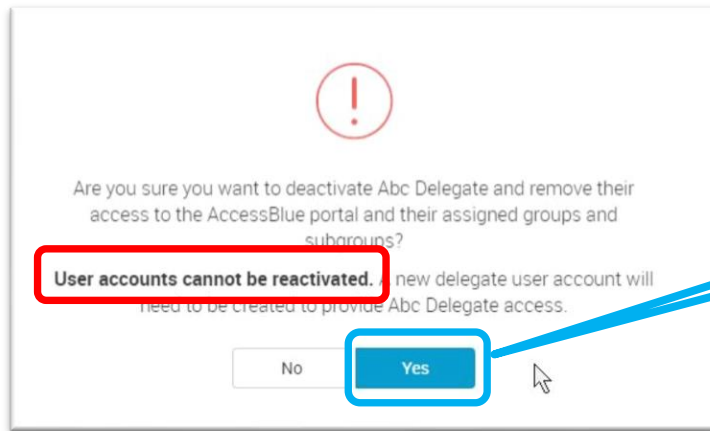 !
Are you sure you want to deactivate Abc Delegate and remove their
access to the AccessBlue portal and their assigned groups and
subgroups?
User accounts cannot be reactivated. A new delegate user account will
need to be created to provide Abc Delegate access.
No Yes